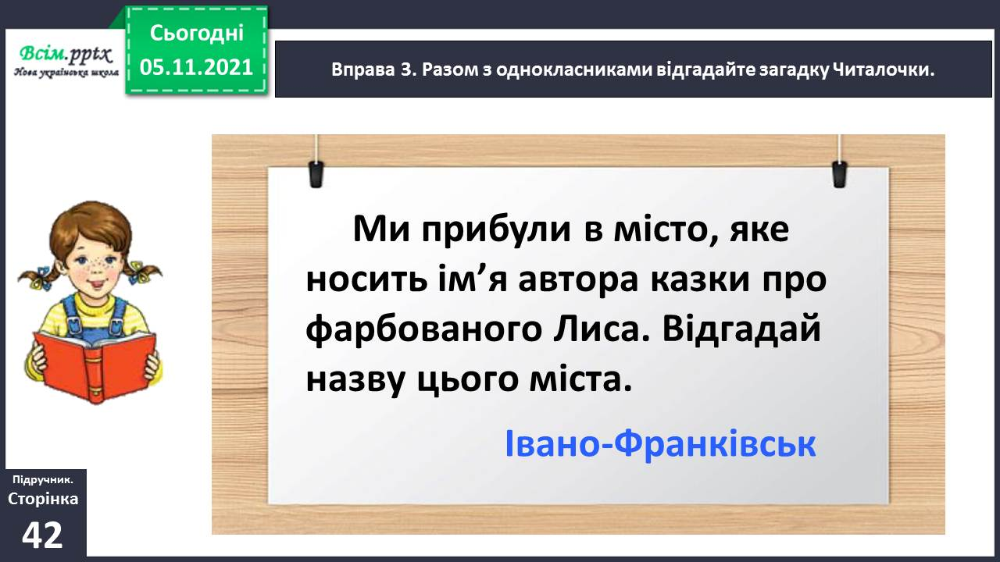 Всім.pptx
Нова українська школа
Сьогодні
05.11.2021
Вправа 3. Разом з однокласниками відгадайте загадку Читалочки.
Ми прибули в місто, яке
носить ім’я автора казки про
фарбованого Лиса. Відгадай
назву цього міста.
Івано-Франківськ
Підручник.
Сторінка
42